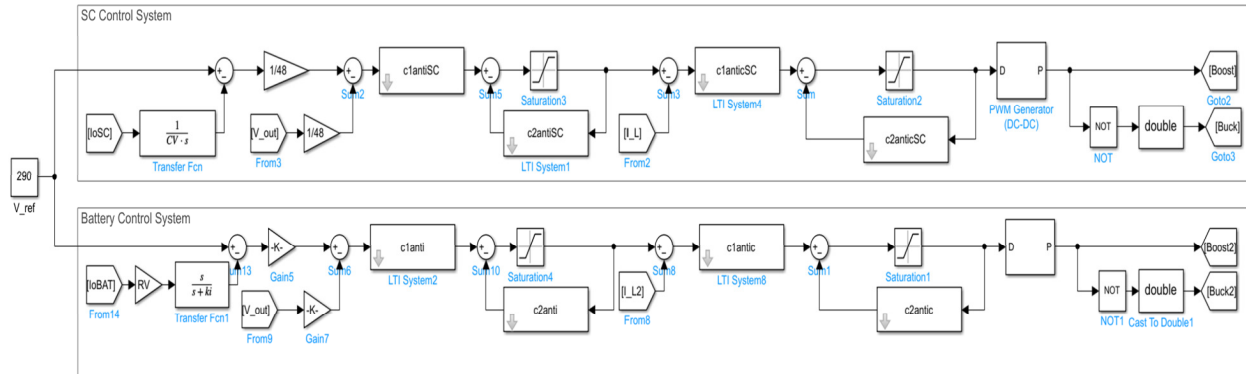 SC Control System
1/48
c1antiSC
Sum2
Sum5
Saturation3
Sum3
c1anticSC
LTI System4
Sum
Saturation2
D P
PWM Generator
(DC-DC)
[Boost]
Goto2
[IoSC]
1
CV · s
Transfer Fcn
[V_out]
From3
1/48
c2antiSC
LTI System1
[I_L]
From2
c2anticSC
NOT
NOT
double
[Buck]
Goto3
290
V_ref
Battery Control System
Sum13
-K-
Gain5
Sum6
c1anti
LTI System2
Sum10
Saturation4
Sum8
c1antic
LTI System8
Sum1
Saturation1
D P
[Boost2]
[IoBAT]
From14
RV
s
s + ki
Transfer Fcn1
[V_out]
From9
-K-
Gain7
c2anti
[I_L2]
From8
c2antic
NOT
NOT1
double
Cast To Double1
[Buck2]